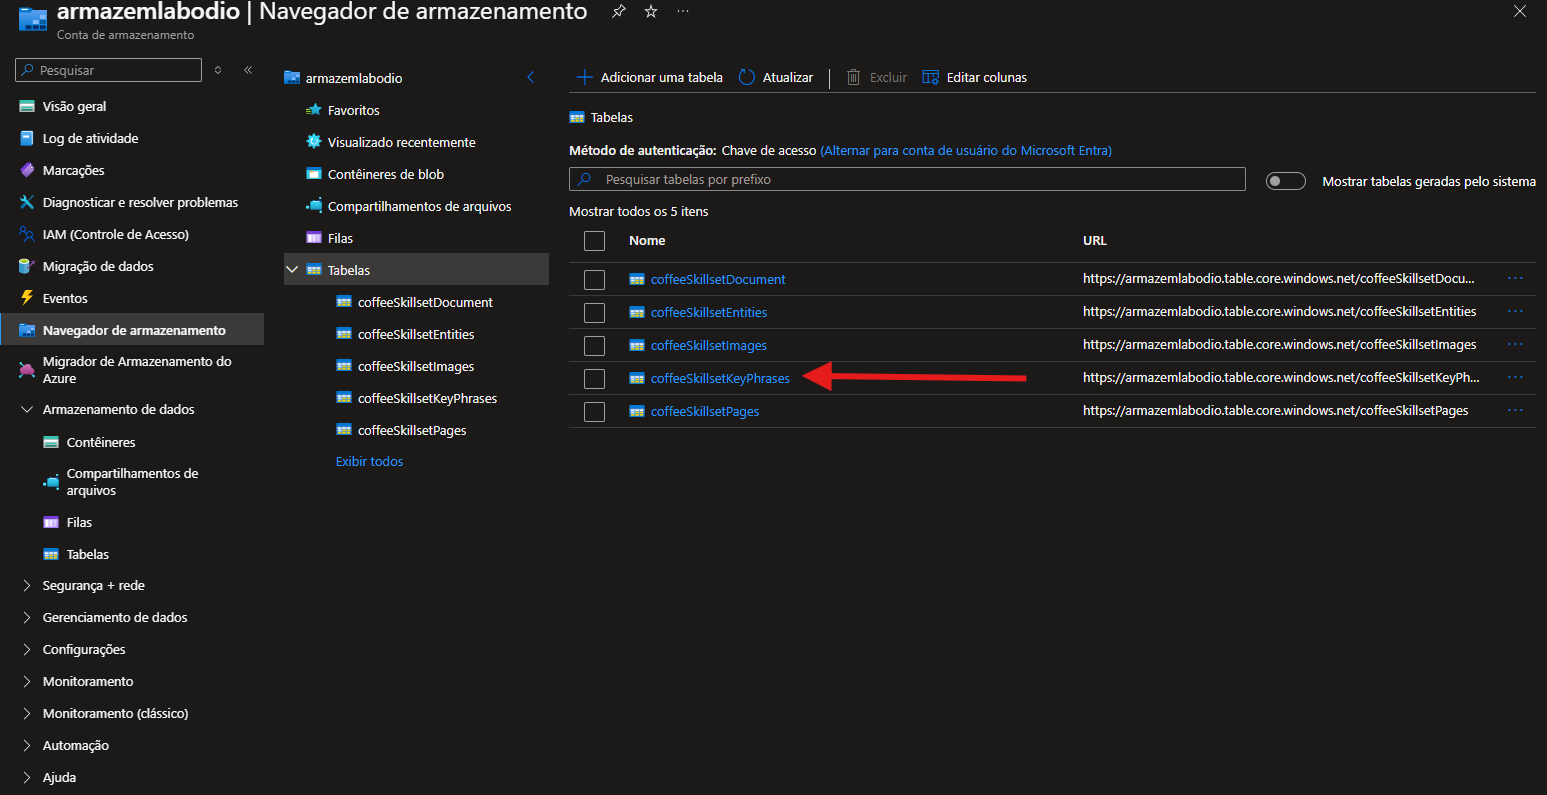 armazemlabodio | Navegador de armazenamento
Conta de armazenamento
Pesquisar
Visão geral
Log de atividade
Marcações
Diagnosticar e resolver problemas
IAM (Controle de Acesso)
Migração de dados
Eventos
Navegador de armazenamento
Migrador de Armazenamento do
Azure
Armazenamento de dados
Contêineres
Compartilhamentos de
arquivos
Filas
Tabelas
Segurança + rede
Gerenciamento de dados
Configurações
Monitoramento
Monitoramento (clássico)
Automação
Ajuda
armazemlabodio
Favoritos
Visualizado recentemente
Contêineres de blob
Compartilhamentos de arquivos
Filas
Tabelas
coffeeSkillsetDocument
coffeeSkillsetEntities
coffeeSkillsetImages
coffeeSkillsetKeyPhrases
coffeeSkillsetPages
Exibir todos
Adicionar uma tabela Atualizar Excluir Editar colunas
Tabelas
Método de autenticação: Chave de acesso (Alternar para conta de usuário do Microsoft Entra)
Pesquisar tabelas por prefixo Mostrar tabelas geradas pelo sistema
Mostrar todos os 5 itens
Nome URL
coffeeSkillsetDocument https://armazemlabodio.table.core.windows.net/coffeeSkillsetDocu...
coffeeSkillsetEntities https://armazemlabodio.table.core.windows.net/coffeeSkillsetEntities
coffeeSkillsetImages https://armazemlabodio.table.core.windows.net/coffeeSkillsetImages
coffeeSkillsetKeyPhrases https://armazemlabodio.table.core.windows.net/coffeeSkillsetKeyPh...
coffeeSkillsetPages https://armazemlabodio.table.core.windows.net/coffeeSkillsetPages